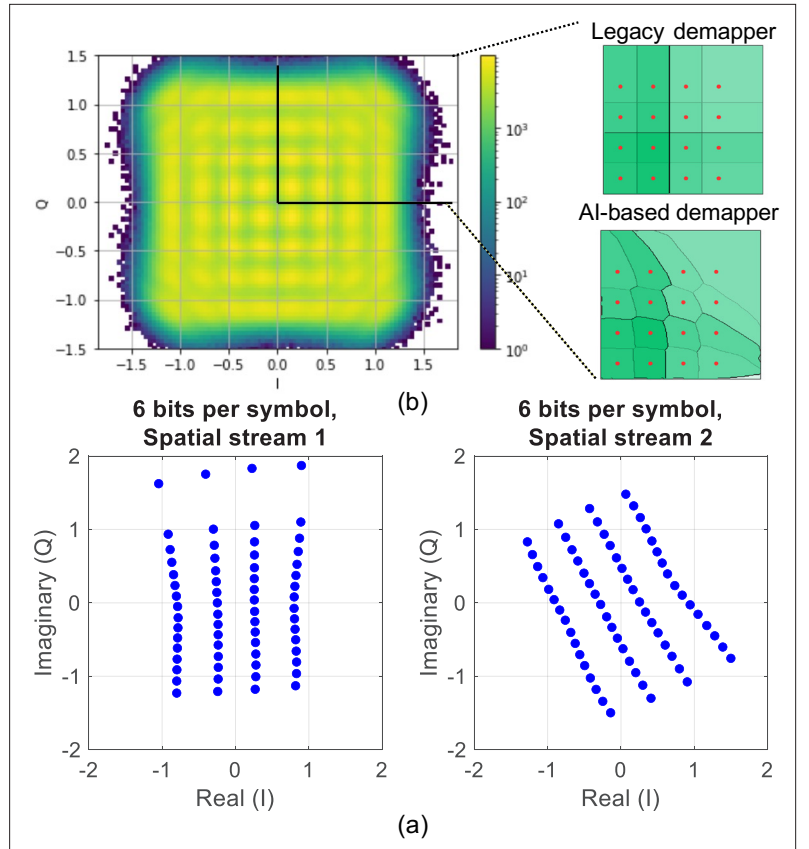 Legacy demapper
1.5
1.0
0.5
0.0
−0.5
−1.0
−1.5
Q
−1.5 −1.0 −0.5 0.0 0.5 1.0 1.5
I
10³
10²
10¹
10⁰
AI-based demapper
(b)
6 bits per symbol,
Spatial stream 1
2
1
0
-1
-2
Imaginary (Q)
-2 -1 0 1 2
Real (I)
6 bits per symbol,
Spatial stream 2
2
1
0
-1
-2
Imaginary (Q)
-2 -1 0 1 2
Real (I)
(a)